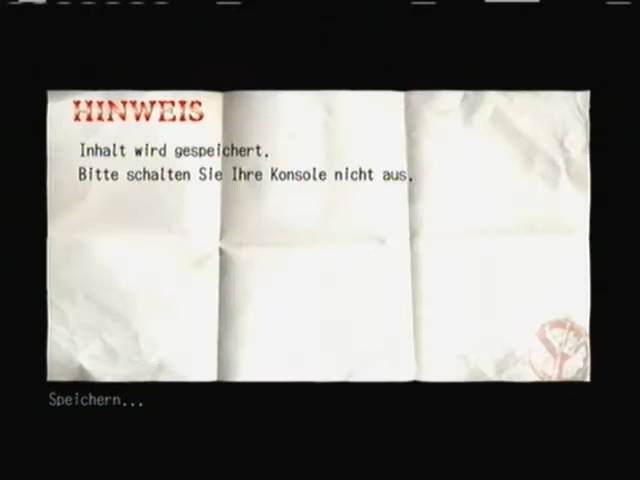 HINWEIS
Inhalt wird gespeichert.
Bitte schalten Sie Ihre Konsole nicht aus.
Speichern...